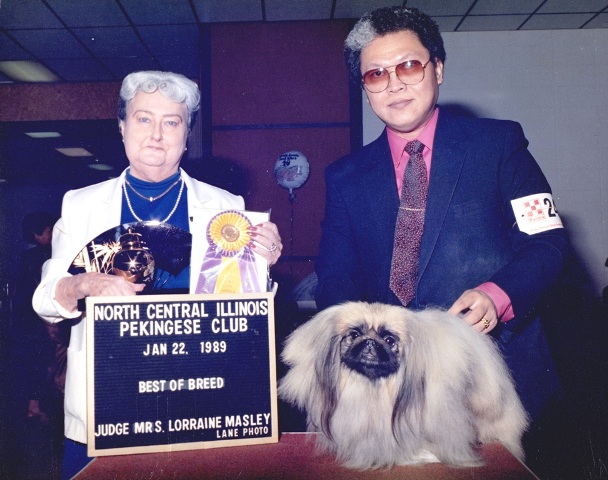 NORTH CENTRAL ILLINOIS
PEKINGESE CLUB
JAN 22, 1989
BEST OF BREED
JUDGE MRS. LORRAINE MASLEY
LANE PHOTO